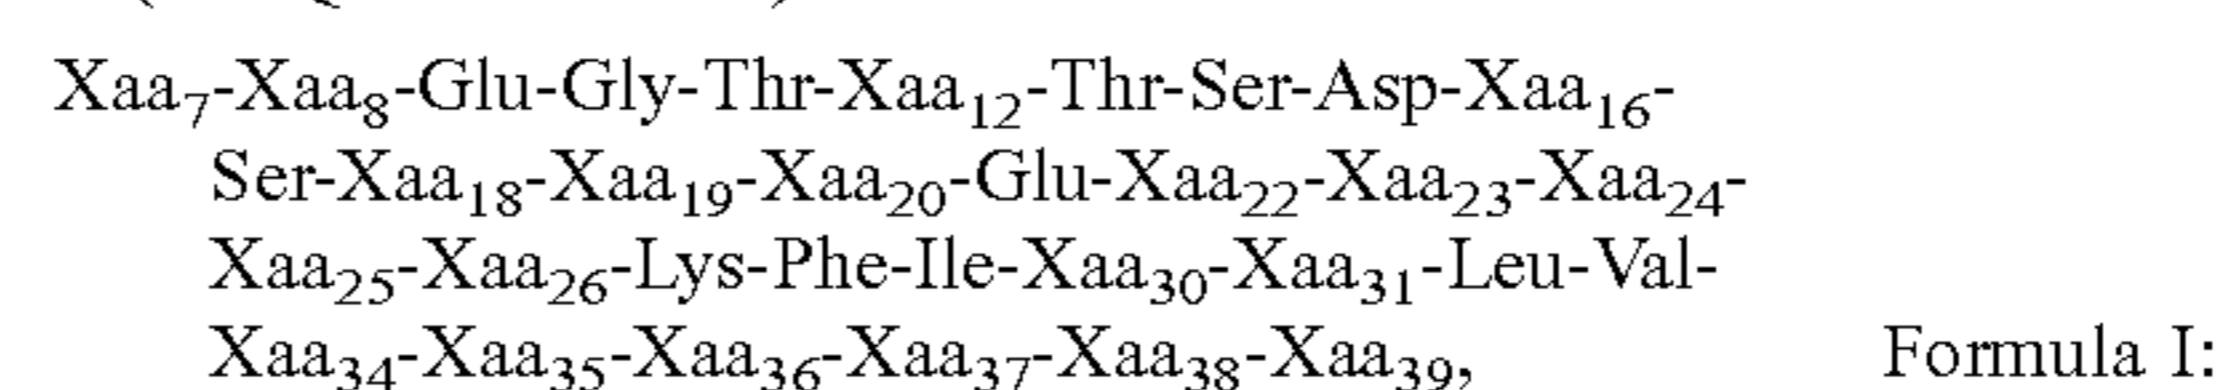 Xaa₇-Xaa₈-Glu-Gly-Thr-Xaa₁₂-Thr-Ser-Asp-Xaa₁₆-
Ser-Xaa₁₈-Xaa₁₉-Xaa₂₀-Glu-Xaa₂₂-Xaa₂₃-Xaa₂₄-
Xaa₂₅-Xaa₂₆-Lys-Phe-Ile-Xaa₃₀-Xaa₃₁-Leu-Val-
Xaa₃₄-Xaa₃₅-Xaa₃₆-Xaa₃₇-Xaa₃₈-Xaa₃₉, Formula I: